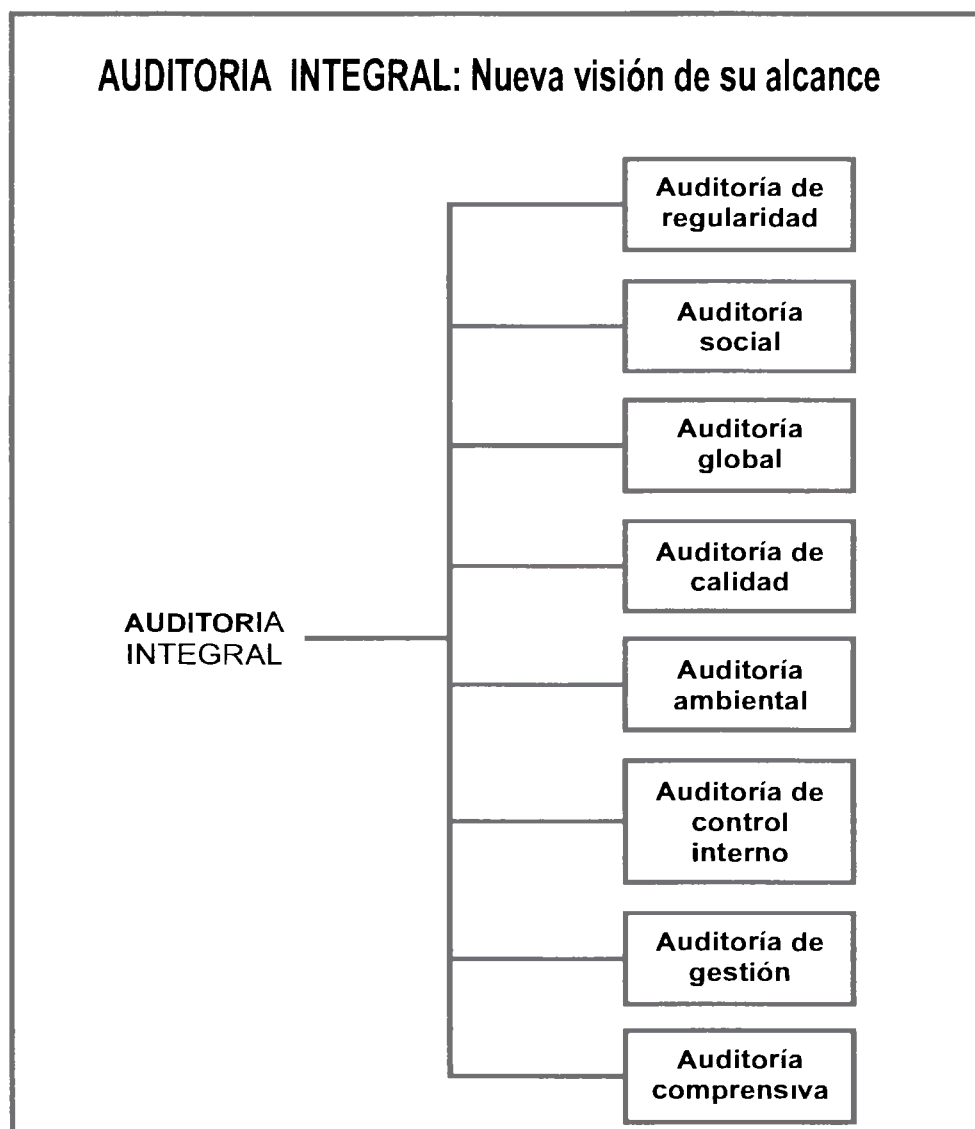 AUDITORIA INTEGRAL: Nueva visión de su alcance
Auditoría de
regularidad
Auditoría
social
Auditoría
global
Auditoría de
calidad
AUDITORIA
INTEGRAL
Auditoría
ambiental
Auditoría de
control
interno
Auditoría de
gestión
Auditoría
comprensiva